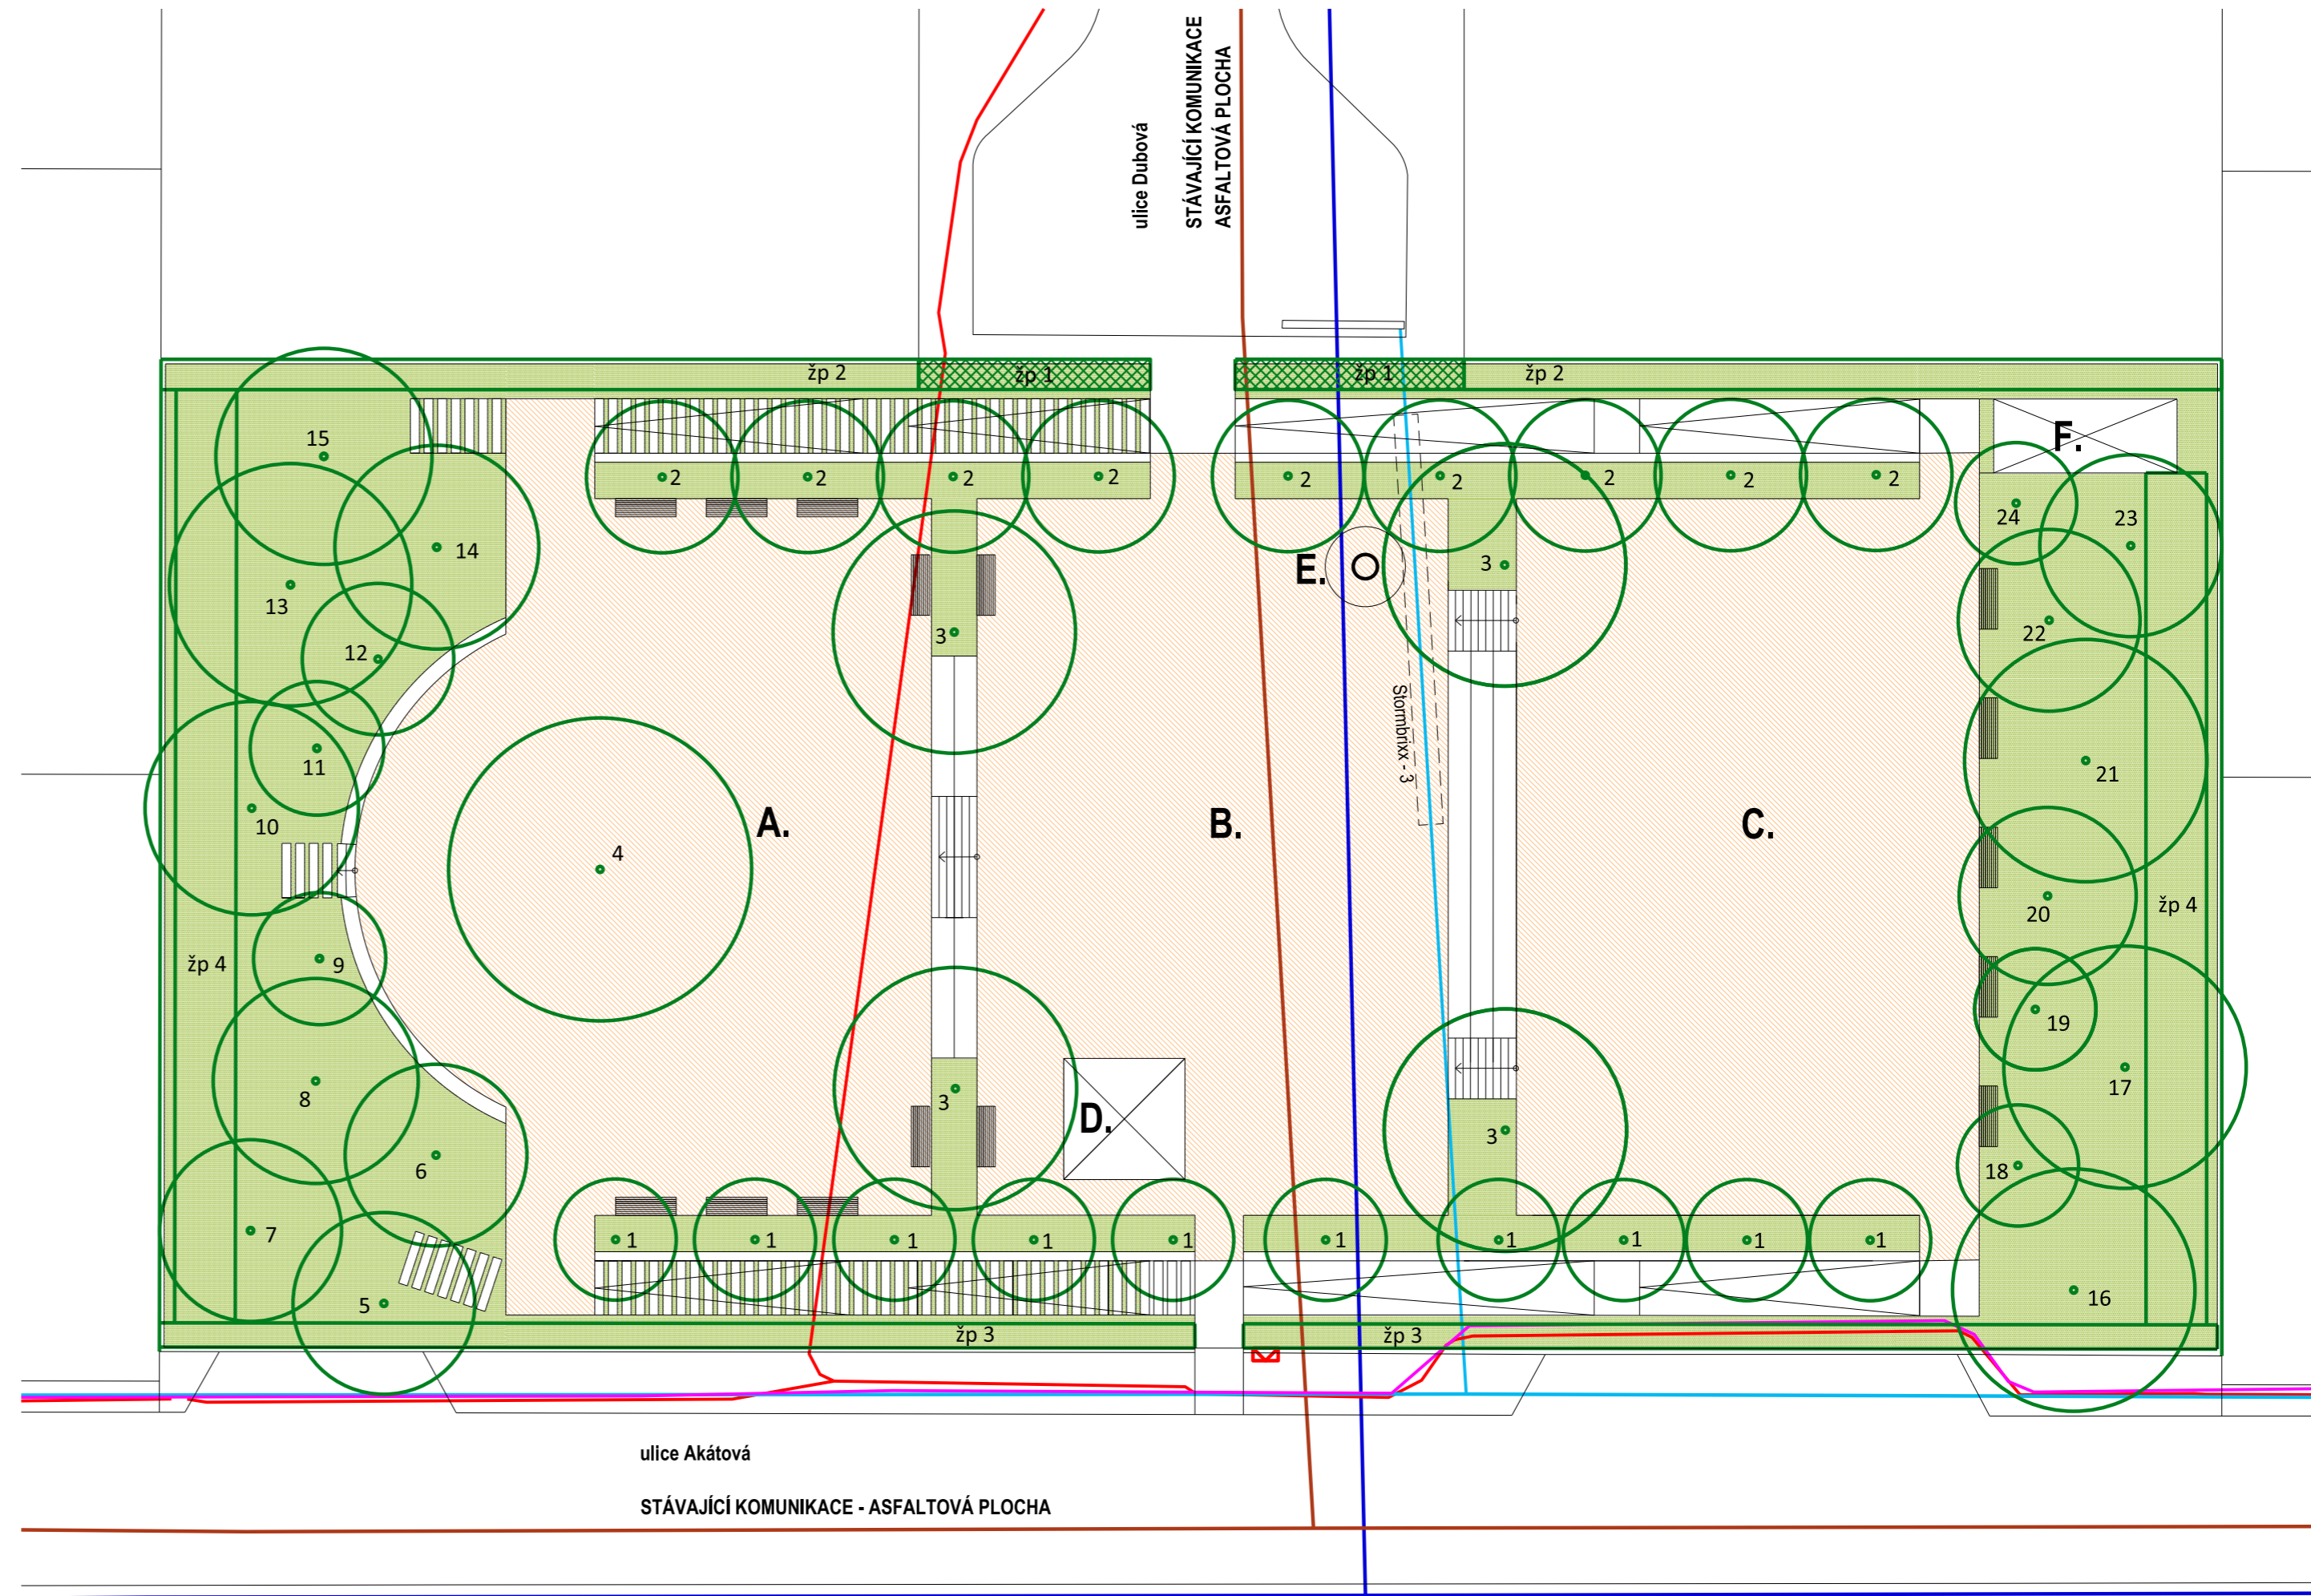 ulice Dubová
STÁVAJÍCÍ KOMUNIKACE
ASFALTOVÁ PLOCHA
žp 2
žp 1
žp 1
žp 2
15
F.
2
2
2
2
2
2
2
2
2
24
23
14
E.
3
13
3
22
12
Stormbrixx - 3
11
21
10
A.
B.
C.
4
20
žp 4
9
žp 4
19
8
3
D.
3
17
6
18
7
1
1
1
1
1
1
1
1
1
1
5
16
žp 3
žp 3
ulice Akátová
STÁVAJÍCÍ KOMUNIKACE - ASFALTOVÁ PLOCHA